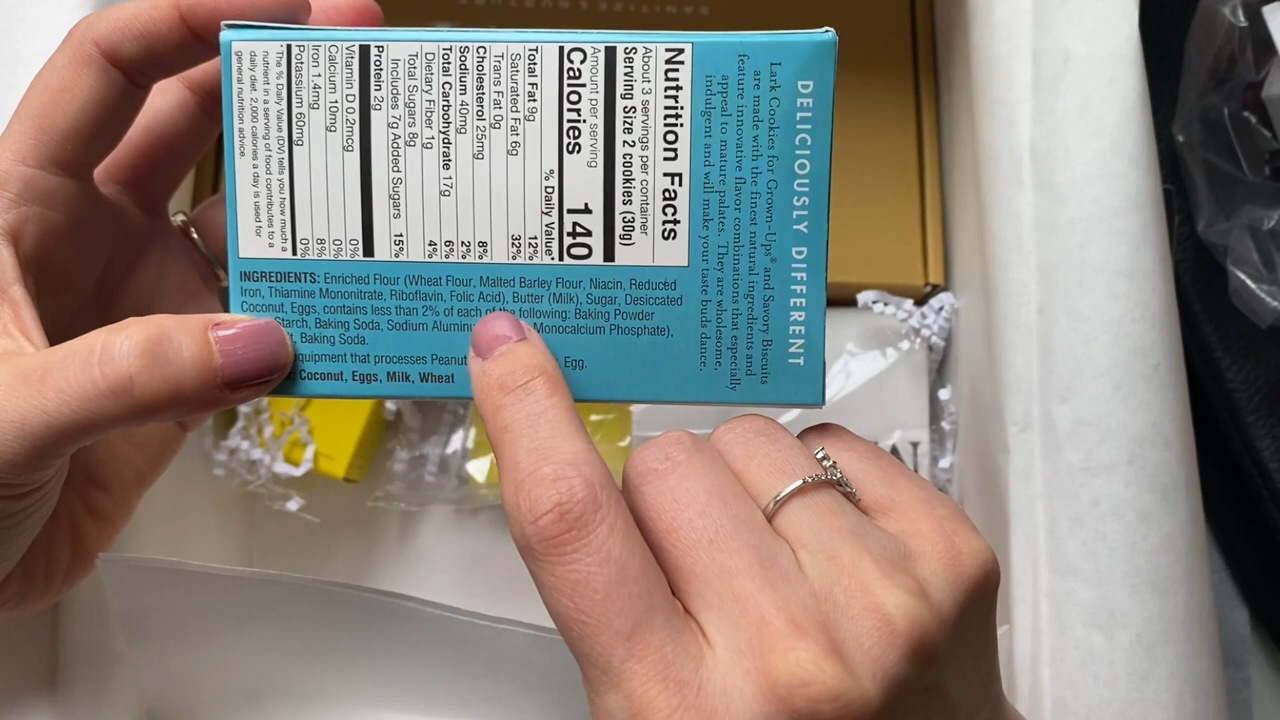 SANITIZE & NURTURE
DELICIOUSLY DIFFERENT
Lark Cookies for Grown-Ups® and Savory Biscuits
are made with the finest natural ingredients and
feature innovative flavor combinations that especially
appeal to mature palates. They are wholesome,
indulgent and will make your taste buds dance.
Nutrition Facts
About 3 servings per container
Serving Size 2 cookies (30g)
Amount per serving
Calories 140
% Daily Value*
Total Fat 9g 12%
Saturated Fat 6g 32%
Trans Fat 0g
Cholesterol 25mg 8%
Sodium 40mg 2%
Total Carbohydrate 17g 6%
Dietary Fiber 1g 4%
Total Sugars 8g
Includes 7g Added Sugars 15%
Protein 2g
Vitamin D 0.2mcg 0%
Calcium 10mg 0%
Iron 1.4mg 8%
Potassium 60mg 0%
*The % Daily Value (DV) tells you how much a
nutrient in a serving of food contributes to a
daily diet. 2,000 calories a day is used for
general nutrition advice.
INGREDIENTS: Enriched Flour (Wheat Flour, Malted Barley Flour, Niacin, Reduced
Iron, Thiamine Mononitrate, Riboflavin, Folic Acid), Butter (Milk), Sugar, Desiccated
Coconut, Eggs, contains less than 2% of each of the following: Baking Powder
Starch, Baking Soda, Sodium Monocalcium Phosphate),
Baking Soda.
equipment that processes Egg.
Coconut, Eggs, Milk, Wheat